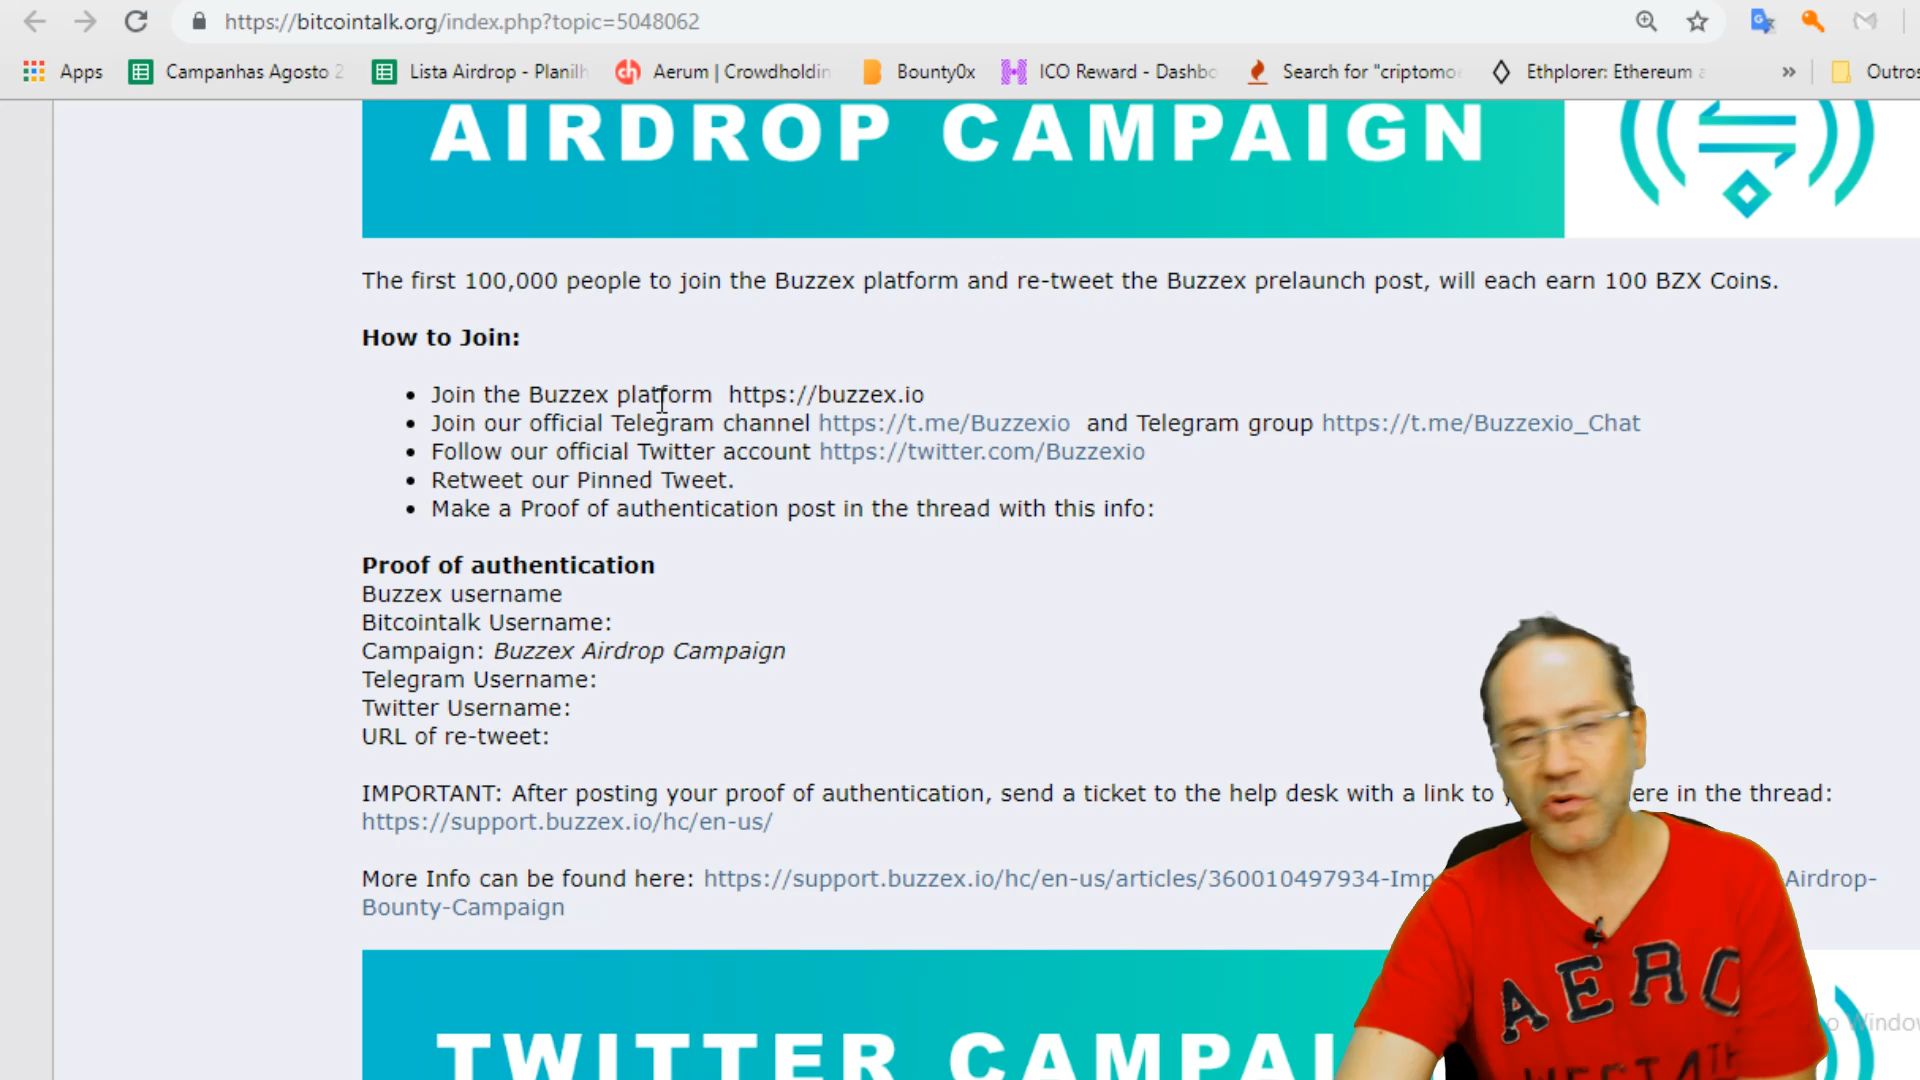 https://bitcointalk.org/index.php?topic=5048062
Apps Campanhas Agosto 2 Lista Airdrop - Planilh Aerum | Crowdholdin Bounty0x ICO Reward - Dashbo Search for "criptomo Ethplorer: Ethereum a » Outros
AIRDROP CAMPAIGN
The first 100,000 people to join the Buzzex platform and re-tweet the Buzzex prelaunch post, will each earn 100 BZX Coins.
How to Join:
• Join the Buzzex platform https://buzzex.io
• Join our official Telegram channel https://t.me/Buzzexio and Telegram group https://t.me/Buzzexio_Chat
• Follow our official Twitter account https://twitter.com/Buzzexio
• Retweet our Pinned Tweet.
• Make a Proof of authentication post in the thread with this info:
Proof of authentication
Buzzex username
Bitcointalk Username:
Campaign: Buzzex Airdrop Campaign
Telegram Username:
Twitter Username:
URL of re-tweet:
IMPORTANT: After posting your proof of authentication, send a ticket to the help desk with a link to y ere in the thread:
https://support.buzzex.io/hc/en-us/
More Info can be found here: https://support.buzzex.io/hc/en-us/articles/360010497934-Imp Airdrop-
Bounty-Campaign
TWITTER CAMPAI
AERO
o Window